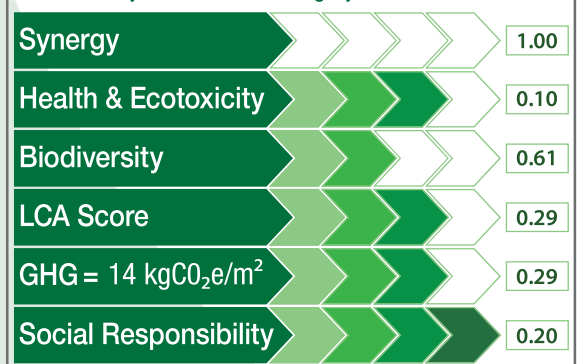 Synergy 1.00
Health & Ecotoxicity 0.10
Biodiversity 0.61
LCA Score 0.29
GHG = 14 kgCO₂e/m² 0.29
Social Responsibility 0.20